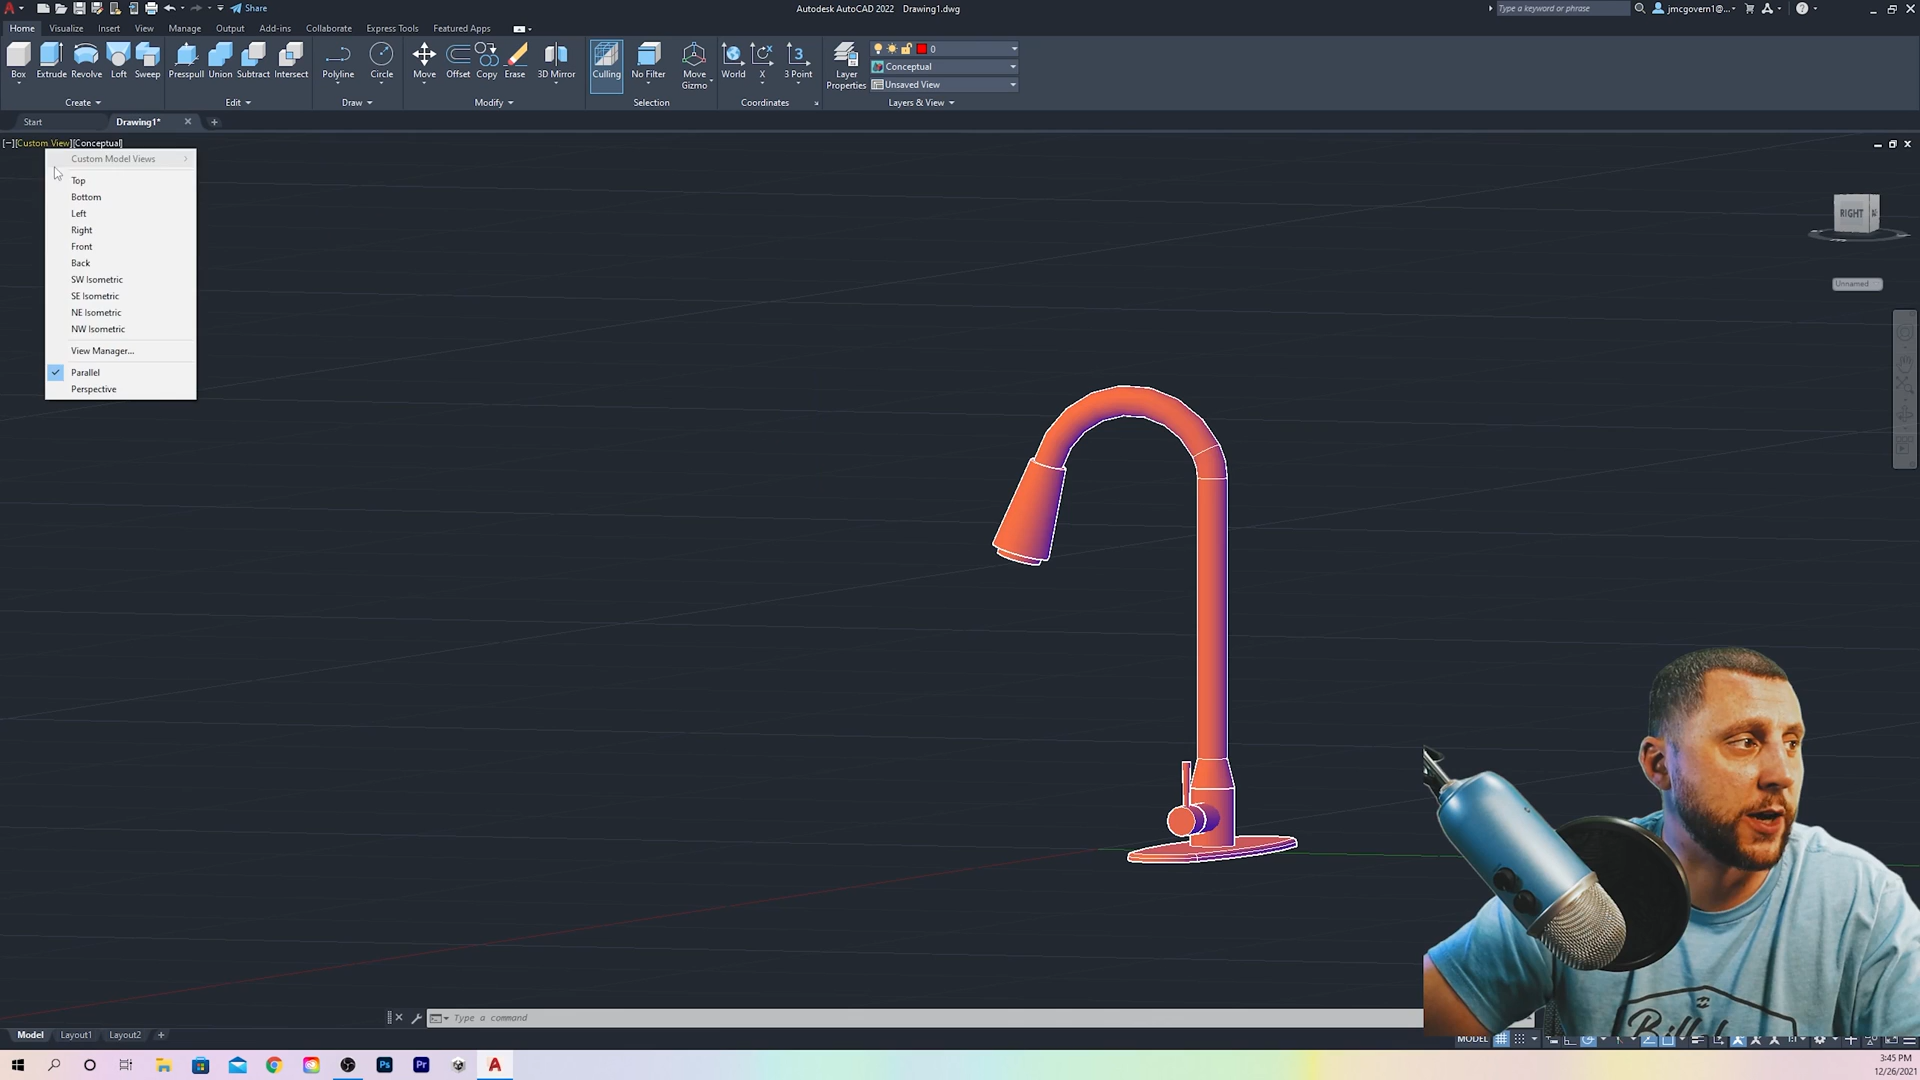 Share
Autodesk AutoCAD 2022 Drawing1.dwg
Type a keyword or phrase
jmcgovern1@...
Home Visualize Insert View Manage Output Add-ins Collaborate Express Tools Featured Apps
Box Extrude Revolve Loft Sweep Presspull Union Subtract Intersect Polyline Circle Move Offset Copy Erase 3D Mirror Culling No Filter Move Gizmo World X 3 Point Layer Properties
0
Conceptual
Unsaved View
Create Edit Draw Modify Selection Coordinates Layers & View
Start Drawing1*
[−][Custom View][Conceptual]
Custom Model Views
Top
Bottom
Left
Right
Front
Back
SW Isometric
SE Isometric
NE Isometric
NW Isometric
View Manager...
Parallel
Perspective
RIGHT
Unnamed
Type a command
Model Layout1 Layout2
MODEL
3:45 PM
12/26/2021